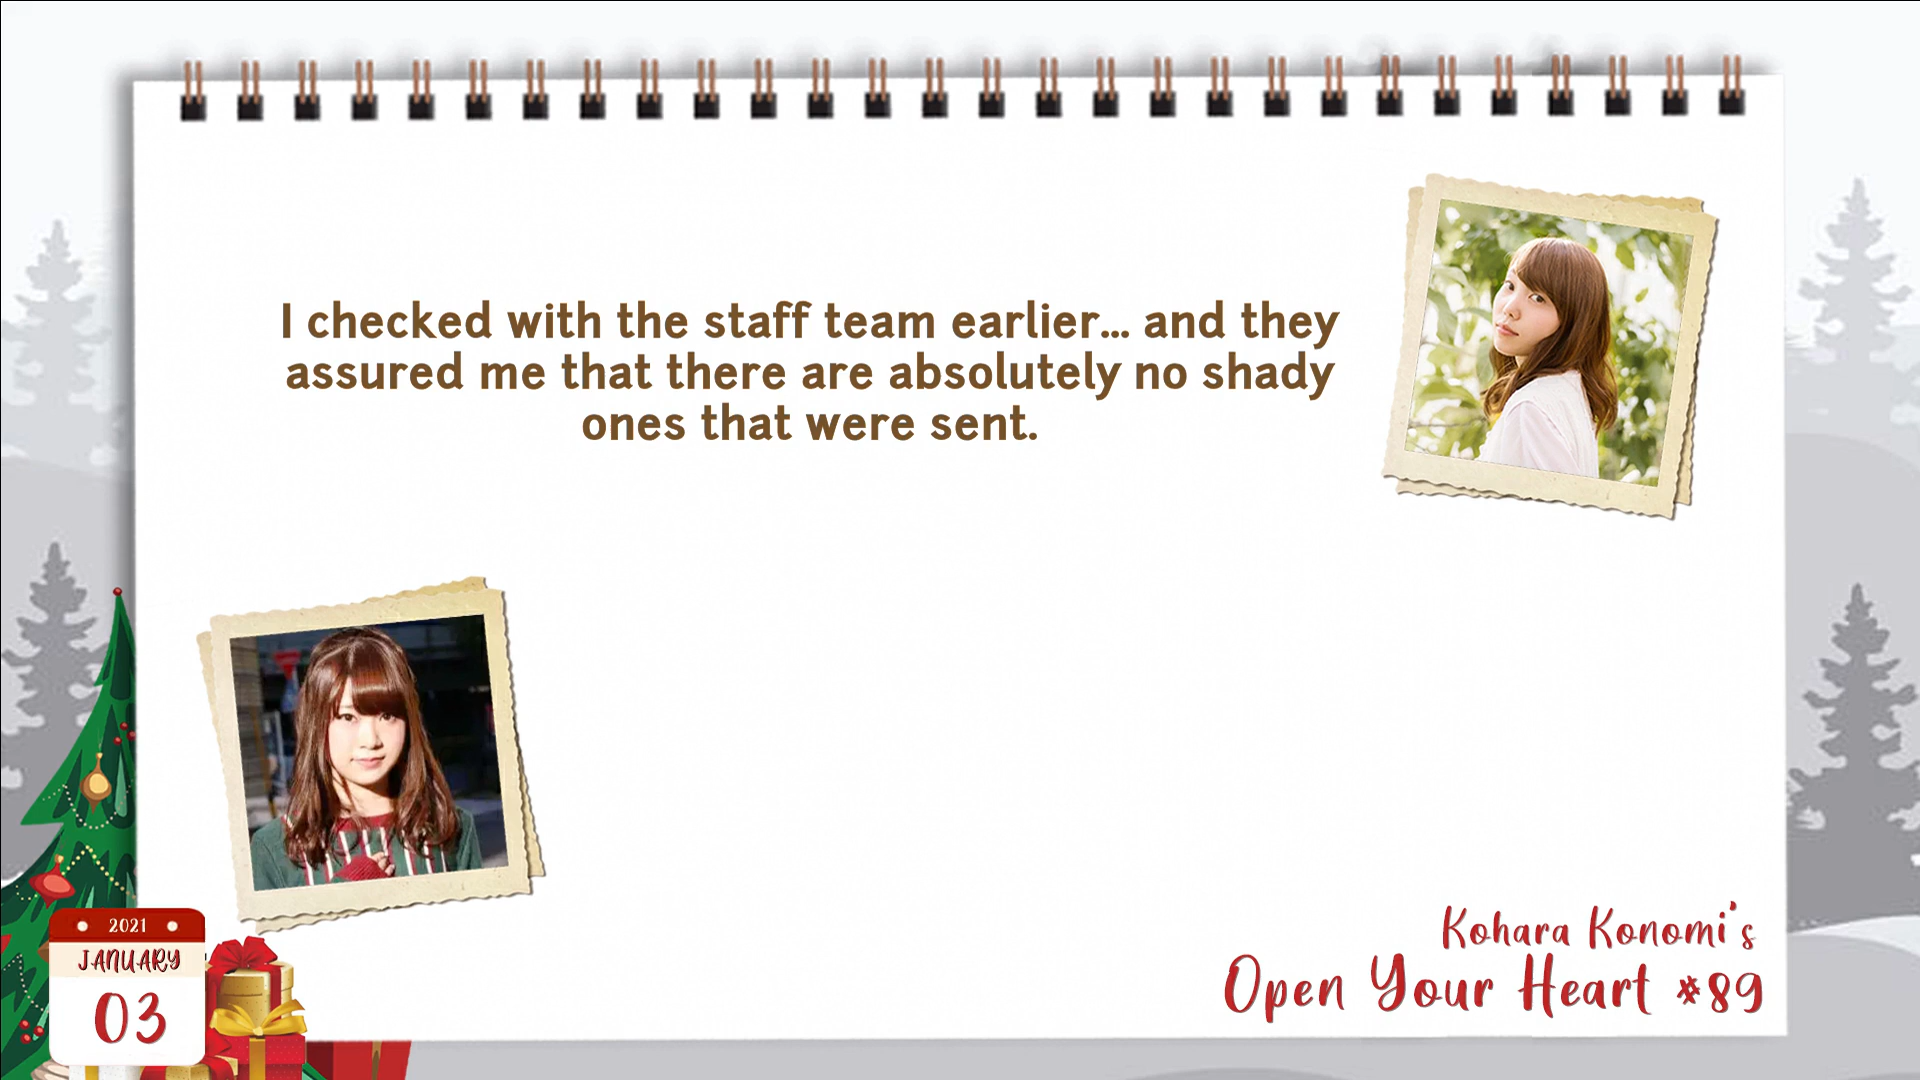 I checked with the staff team earlier... and they
assured me that there are absolutely no shady
ones that were sent.
2021
JANUARY
03
Kohara Konomi's
Open Your Heart #89